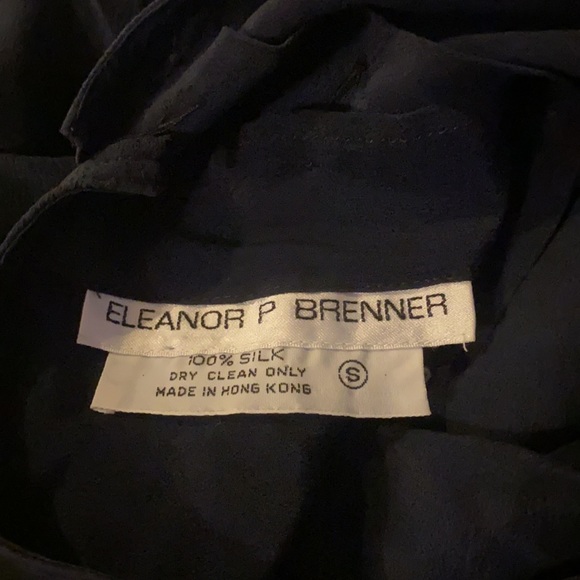 ELEANOR P BRENNER
100% SILK
DRY CLEAN ONLY
MADE IN HONG KONG
S